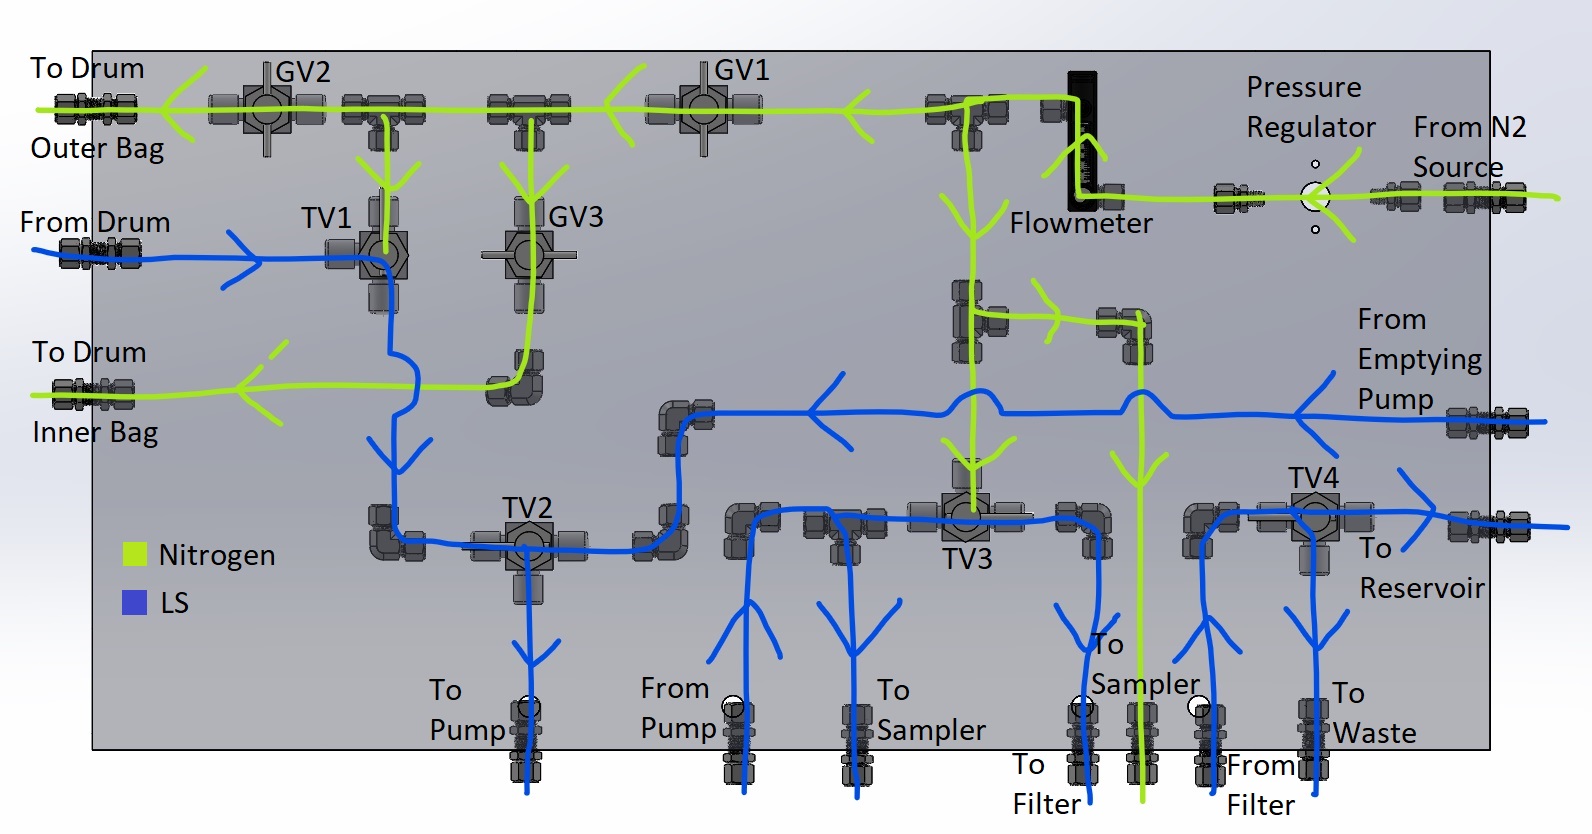 To Drum
Outer Bag
GV2
GV1
Pressure
Regulator
From N2
Source
From Drum
TV1
GV3
Flowmeter
To Drum
Inner Bag
From
Emptying
Pump
TV2
TV3
TV4
To
Reservoir
Nitrogen
LS
To
Pump
From
Pump
To
Sampler
To
Filter
To
Sampler
From
Filter
To
Waste